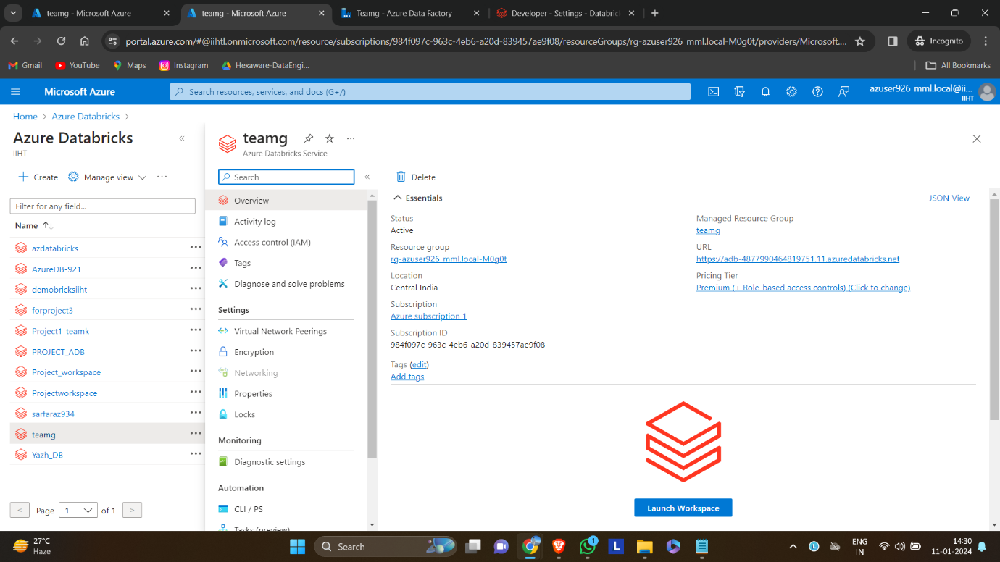 teamg - Microsoft Azure
teamg - Microsoft Azure
Teamg - Azure Data Factory
Developer - Settings - Databric
portal.azure.com/#@iihtl.onmicrosoft.com/resource/subscriptions/984f097c-963c-4eb6-a20d-839457ae9f08/resourceGroups/rg-azuser926_mml.local-M0g0t/providers/Microsoft....
Incognito
Gmail
YouTube
Maps
Instagram
Hexaware-DataEngi...
All Bookmarks
Microsoft Azure
Search resources, services, and docs (G+/)
azuser926_mml.local@ii...
IIHT
Home > Azure Databricks >
Azure Databricks
IIHT
Create
Manage view
Filter for any field...
Name
azdatabricks
AzureDB-921
demobricksiiht
forproject3
Project1_teamk
PROJECT_ADB
Project_workspace
Projectworkspace
sarfaraz934
teamg
Yazh_DB
< Page 1 of 1 >
teamg
Azure Databricks Service
Search
Overview
Activity log
Access control (IAM)
Tags
Diagnose and solve problems
Settings
Virtual Network Peerings
Encryption
Networking
Properties
Locks
Monitoring
Diagnostic settings
Automation
CLI / PS
Tasks (preview)
Delete
Essentials
JSON View
Status
Active
Resource group
rg-azuser926_mml.local-M0g0t
Location
Central India
Subscription
Azure subscription 1
Subscription ID
984f097c-963c-4eb6-a20d-839457ae9f08
Tags (edit)
Add tags
Managed Resource Group
teamg
URL
https://adb-4877990464819751.11.azuredatabricks.net
Pricing Tier
Premium (+ Role-based access controls) (Click to change)
Launch Workspace
27°C
Haze
Search
1
L
L
ENG
IN
14:30
11-01-2024